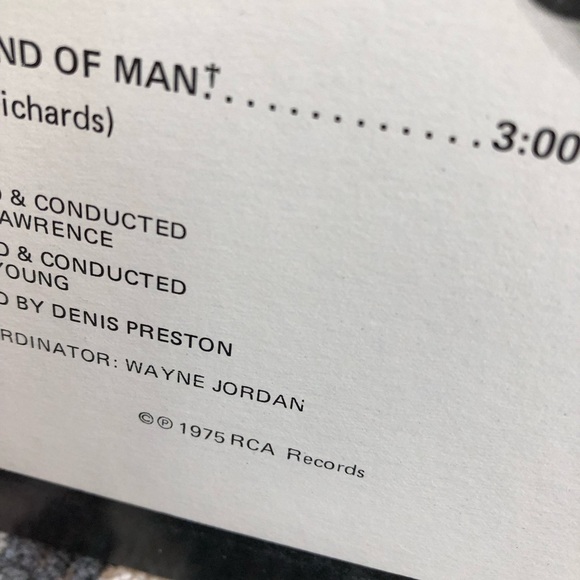 ND OF MAN†............3:00
ichards)
D & CONDUCTED
AWRENCE
D & CONDUCTED
YOUNG
D BY DENIS PRESTON
RDINATOR: WAYNE JORDAN
©℗ 1975 RCA Records